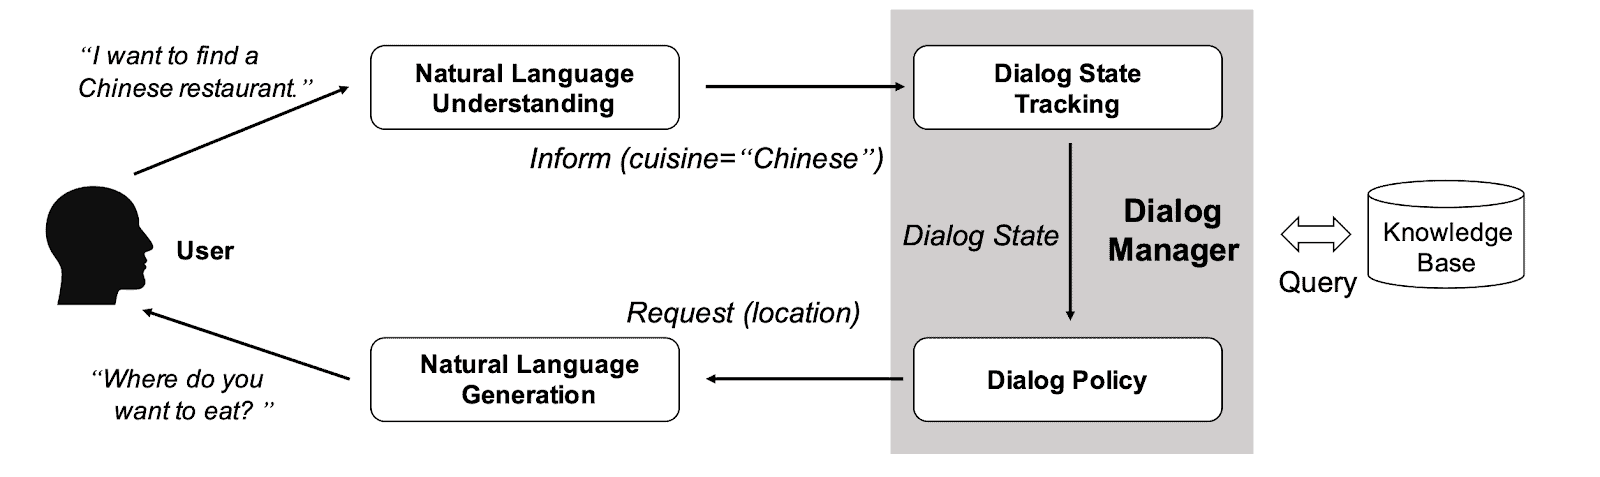 “I want to find a
Chinese restaurant.”
Natural Language
Understanding
Dialog State
Tracking
Inform (cuisine=“Chinese”)
User
Dialog State
Dialog
Manager
Knowledge
Base
Query
Request (location)
“Where do you
want to eat? ”
Natural Language
Generation
Dialog Policy